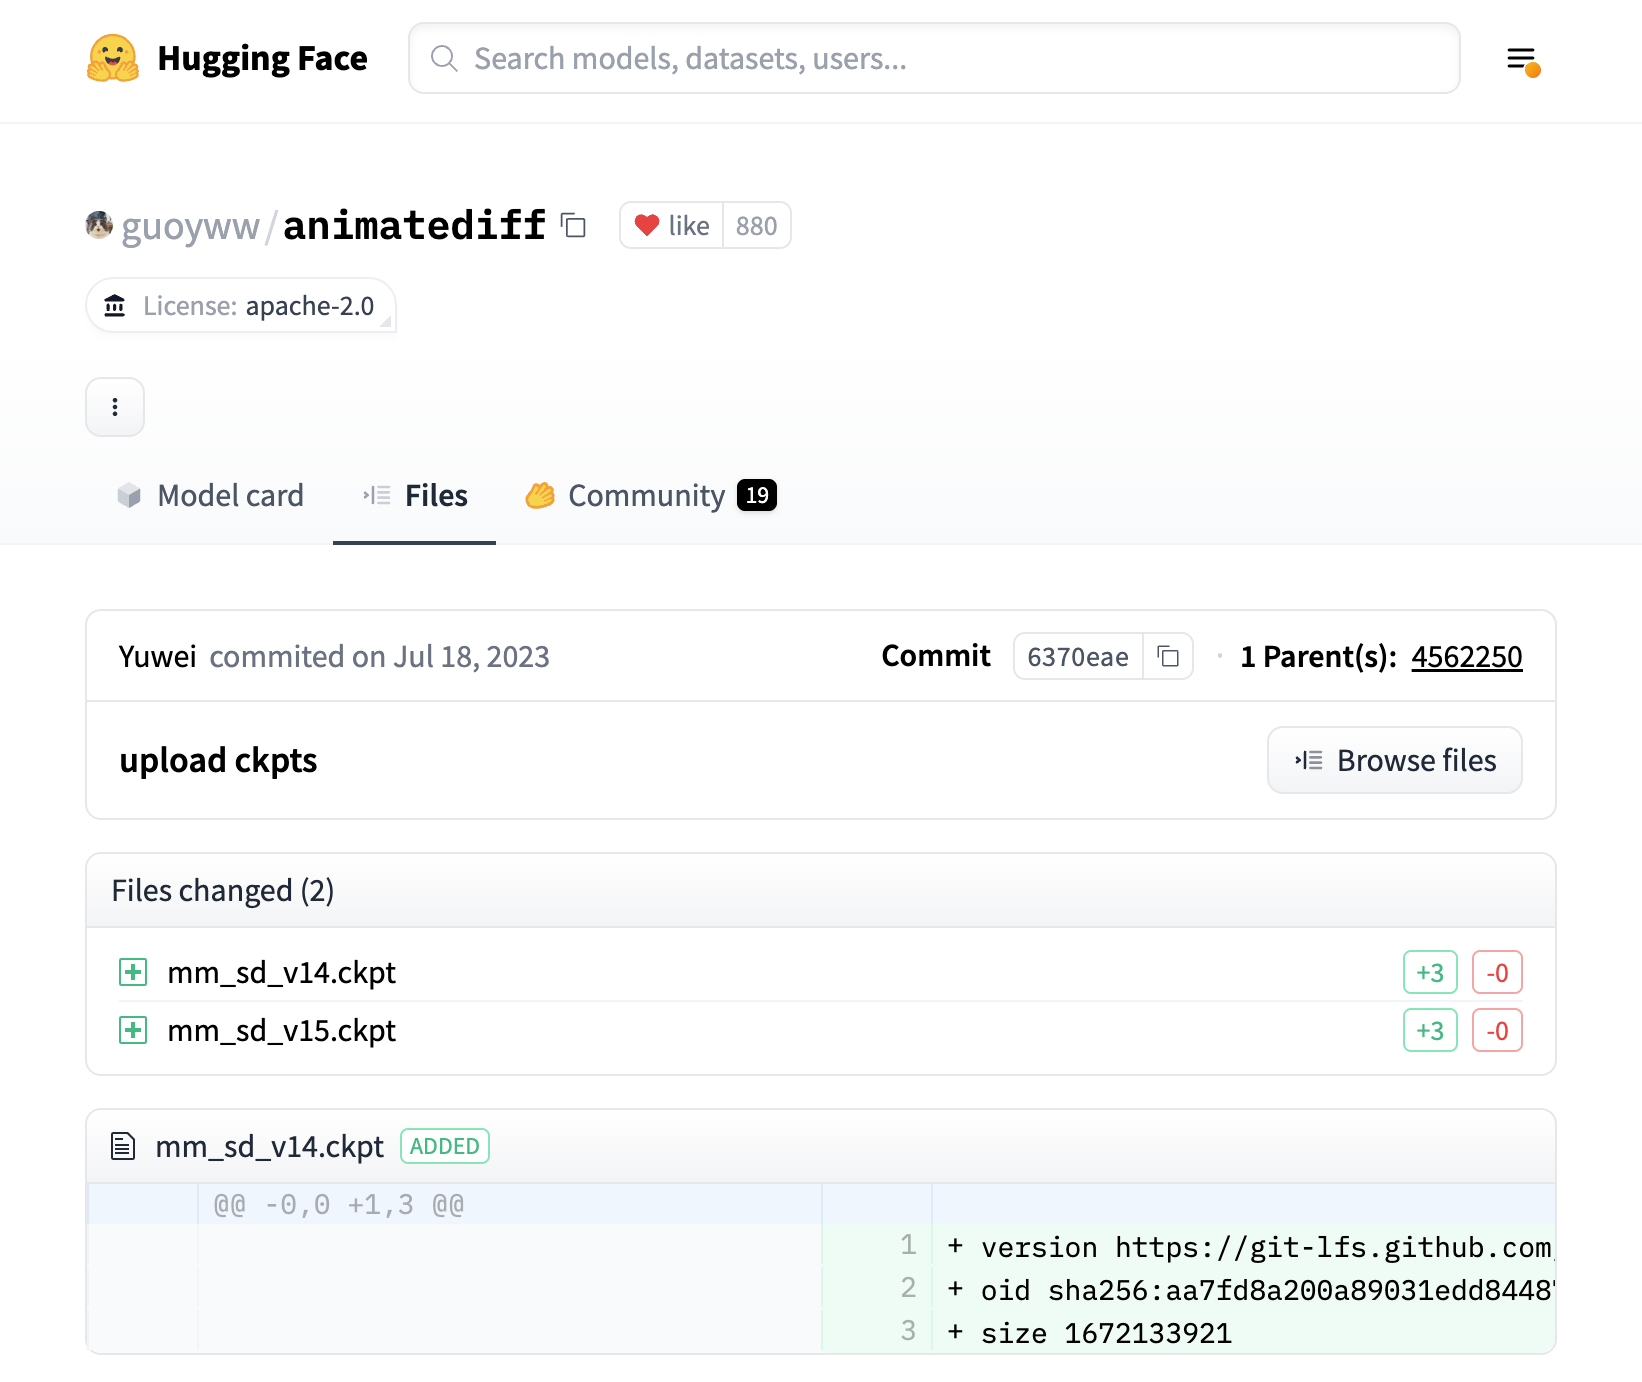 Hugging Face
Search models, datasets, users...
guoyww/animatediff
like 880
License: apache-2.0
Model card
Files
Community 19
Yuwei commited on Jul 18, 2023
Commit 6370eae · 1 Parent(s): 4562250
upload ckpts
Browse files
Files changed (2)
mm_sd_v14.ckpt +3 -0
mm_sd_v15.ckpt +3 -0
mm_sd_v14.ckpt ADDED
@@ -0,0 +1,3 @@
1 + version https://git-lfs.github.com
2 + oid sha256:aa7fd8a200a89031edd8448
3 + size 1672133921